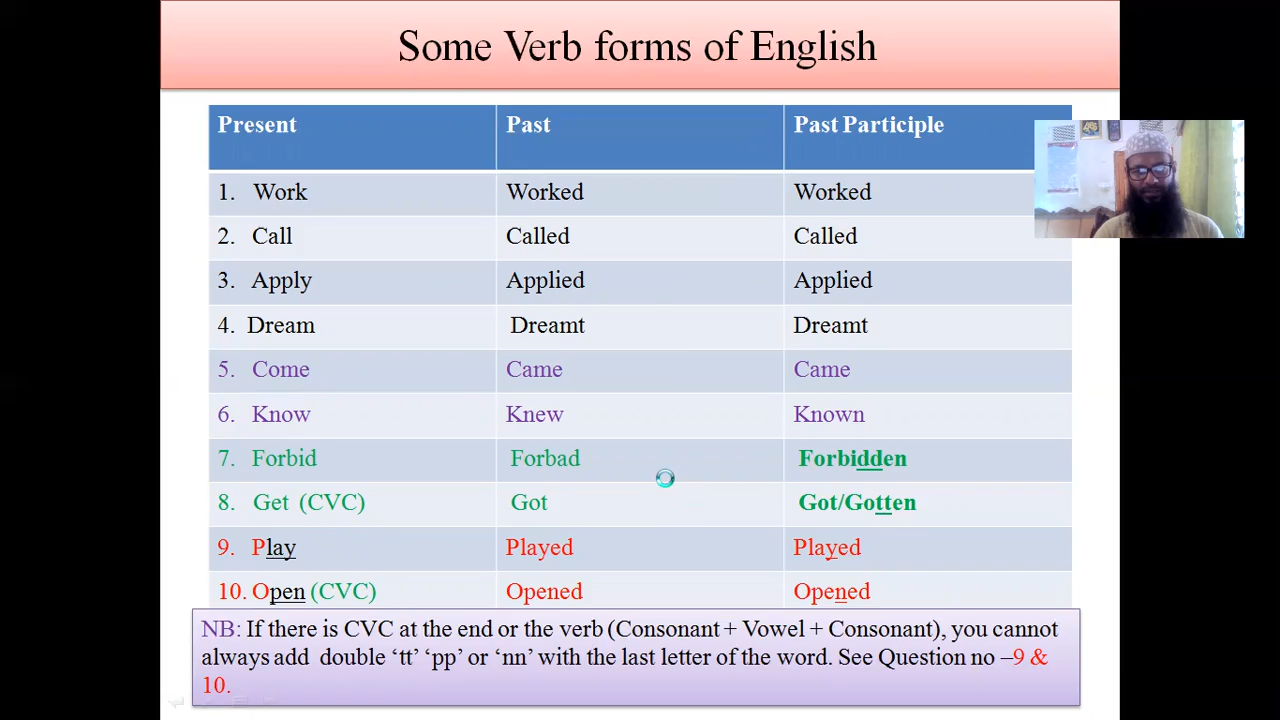 Some Verb forms of English
Present Past Past Participle
1. Work Worked Worked
2. Call Called Called
3. Apply Applied Applied
4. Dream Dreamt Dreamt
5. Come Came Came
6. Know Knew Known
7. Forbid Forbad Forbidden
8. Get (CVC) Got Got/Gotten
9. Play Played Played
10. Open (CVC) Opened Opened
NB: If there is CVC at the end or the verb (Consonant + Vowel + Consonant), you cannot
always add double ‘tt’ ‘pp’ or ‘nn’ with the last letter of the word. See Question no –9 &
10.